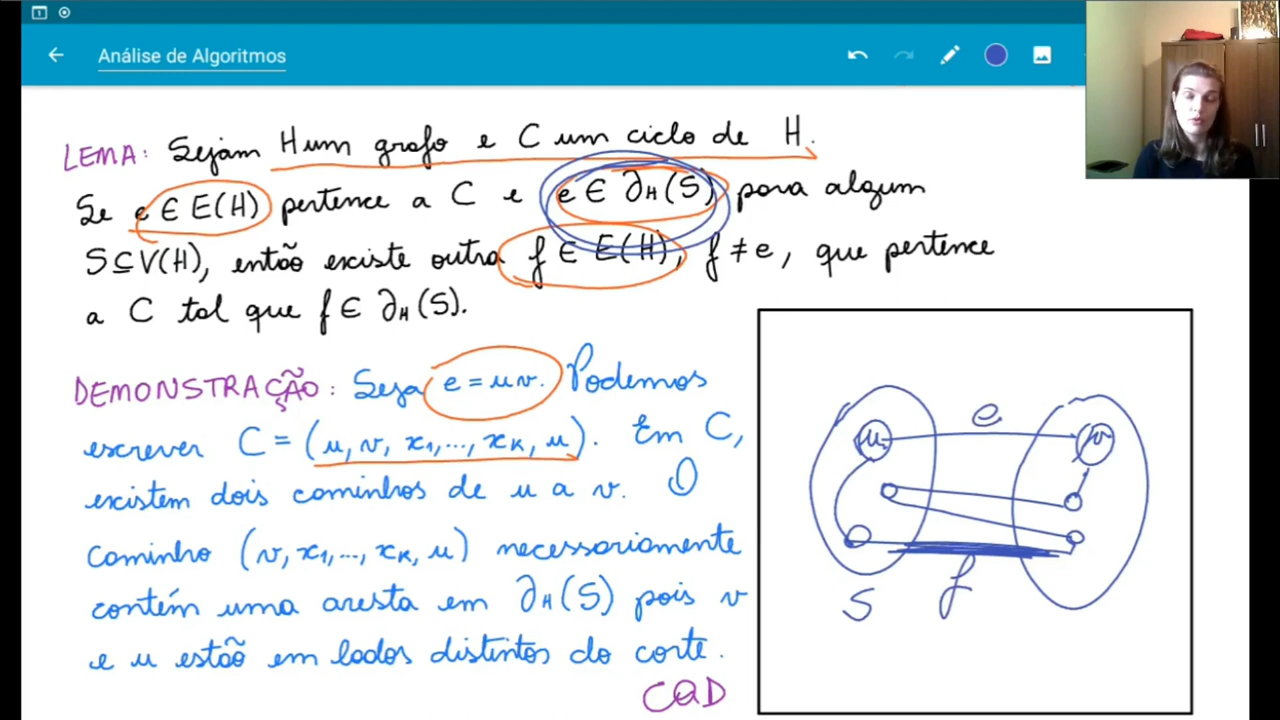 Análise de Algoritmos
LEMA: Sejam H um grafo e C um ciclo de H.
Se e ∈ E(H) pertence a C e e ∈ ∂H(S) para algum
S ⊆ V(H), então existe outra f ∈ E(H), f ≠ e, que pertence
a C tal que f ∈ ∂H(S).
DEMONSTRAÇÃO: Seja e = uv. Podemos
escrever C = (u, v, x1, ..., xK, u). Em C,
existem dois caminhos de u a v. O
caminho (v, x1, ..., xK, u) necessariamente
contém uma aresta em ∂H(S) pois v
e u estão em lados distintos do corte.
CQD
e
u v
S f